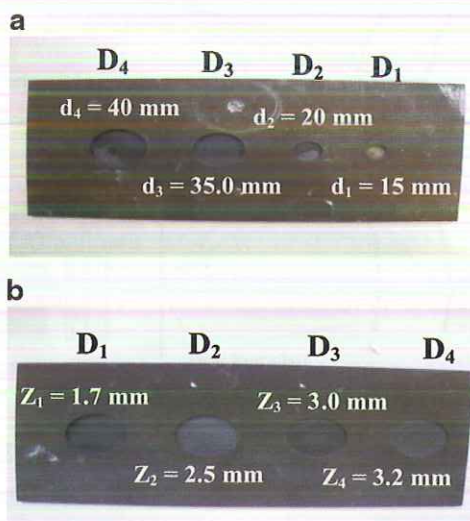 a
D₄ D₃ D₂ D₁
d₄ = 40 mm d₂ = 20 mm
d₃ = 35.0 mm d₁ = 15 mm
b
D₁ D₂ D₃ D₄
Z₁ = 1.7 mm Z₃ = 3.0 mm
Z₂ = 2.5 mm Z₄ = 3.2 mm